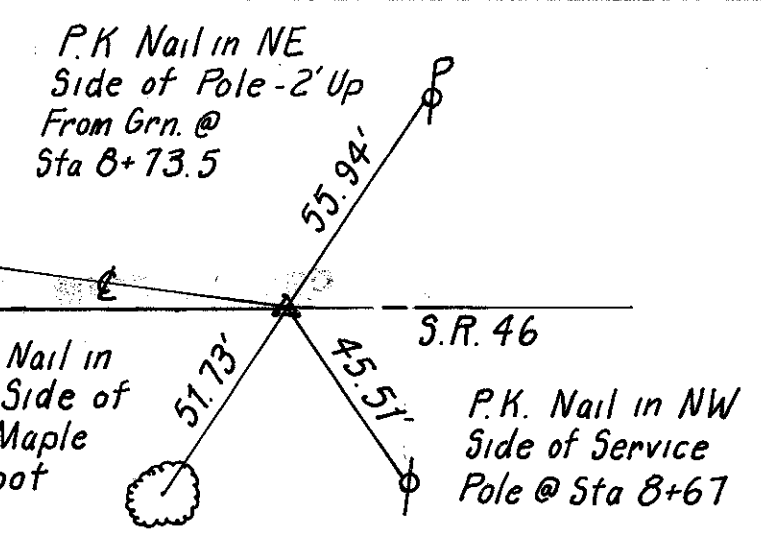 P.K Nail in NE
Side of Pole - 2' Up
From Grn. @
Sta 8+73.5
P
55.94'
℄
S.R. 46
Nail in
Side of
Maple
51.73'
45.51'
P.K. Nail in NW
Side of Service
Pole @ Sta 8+67